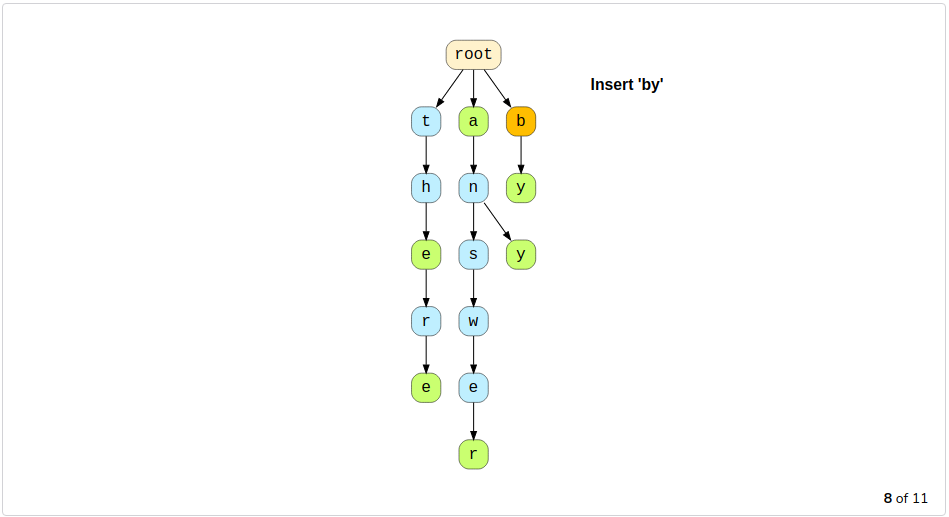 root
Insert 'by'
t a b
h n y
e s y
r w
e e
r
8 of 11